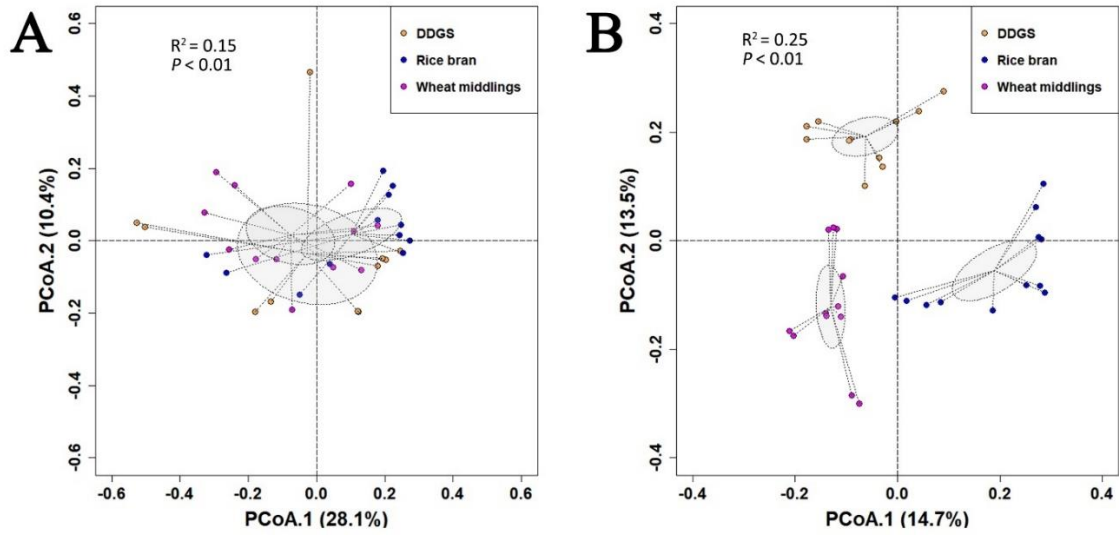 A
R² = 0.15
P < 0.01
DDGS
Rice bran
Wheat middlings
PCoA.2 (10.4%)
0.6
0.4
0.2
0.0
-0.2
-0.4
-0.6
-0.6 -0.4 -0.2 0.0 0.2 0.4 0.6
PCoA.1 (28.1%)
B
R² = 0.25
P < 0.01
DDGS
Rice bran
Wheat middlings
PCoA.2 (13.5%)
0.4
0.2
0.0
-0.2
-0.4
-0.4 -0.2 0.0 0.2 0.4
PCoA.1 (14.7%)